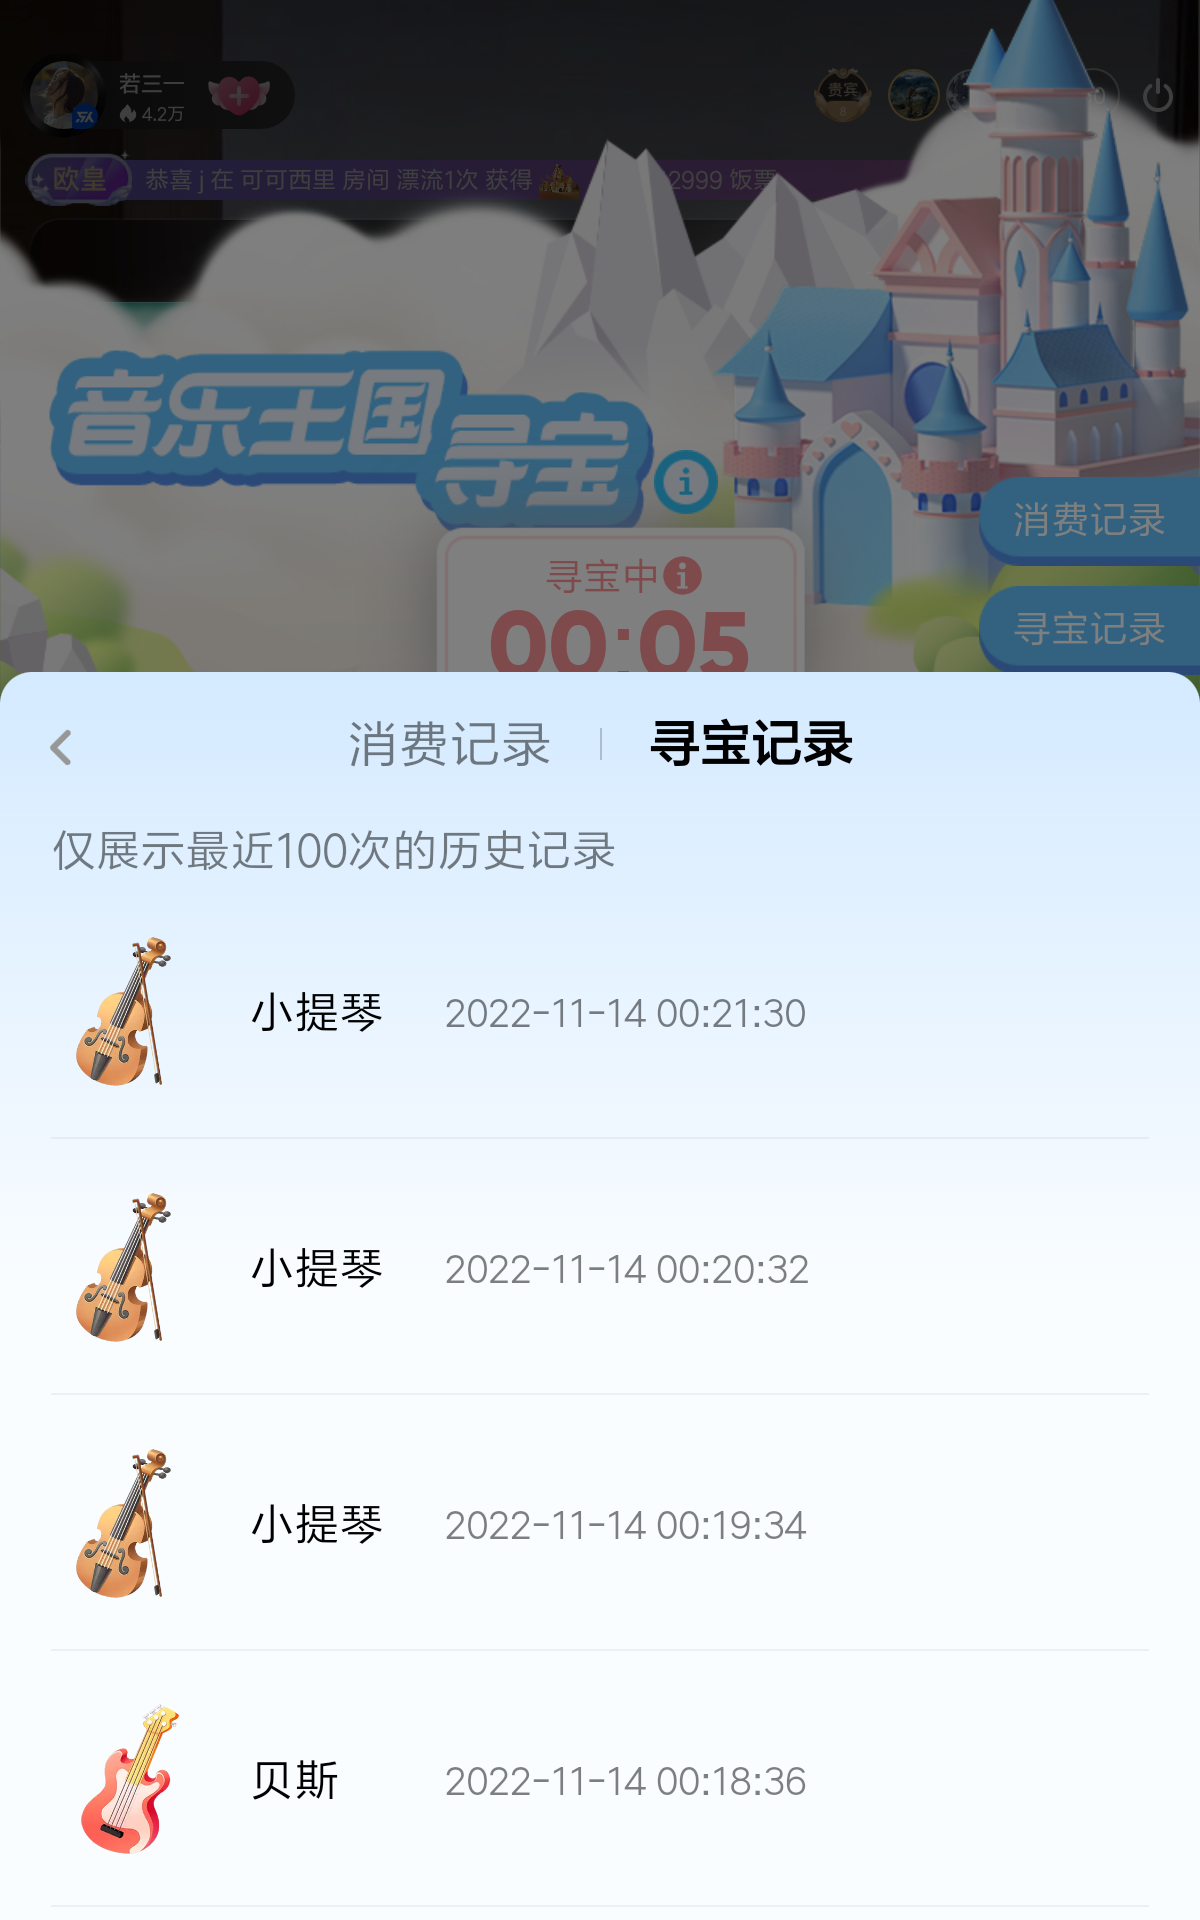 若三一
4.2万
贵宾
8
欧皇 恭喜 j 在 可可西里 房间 漂流1次 获得 2999 饭票
音乐王国
寻宝
消费记录
寻宝中
寻宝记录
00:05
消费记录 寻宝记录
仅展示最近100次的历史记录
小提琴 2022-11-14 00:21:30
小提琴 2022-11-14 00:20:32
小提琴 2022-11-14 00:19:34
贝斯 2022-11-14 00:18:36